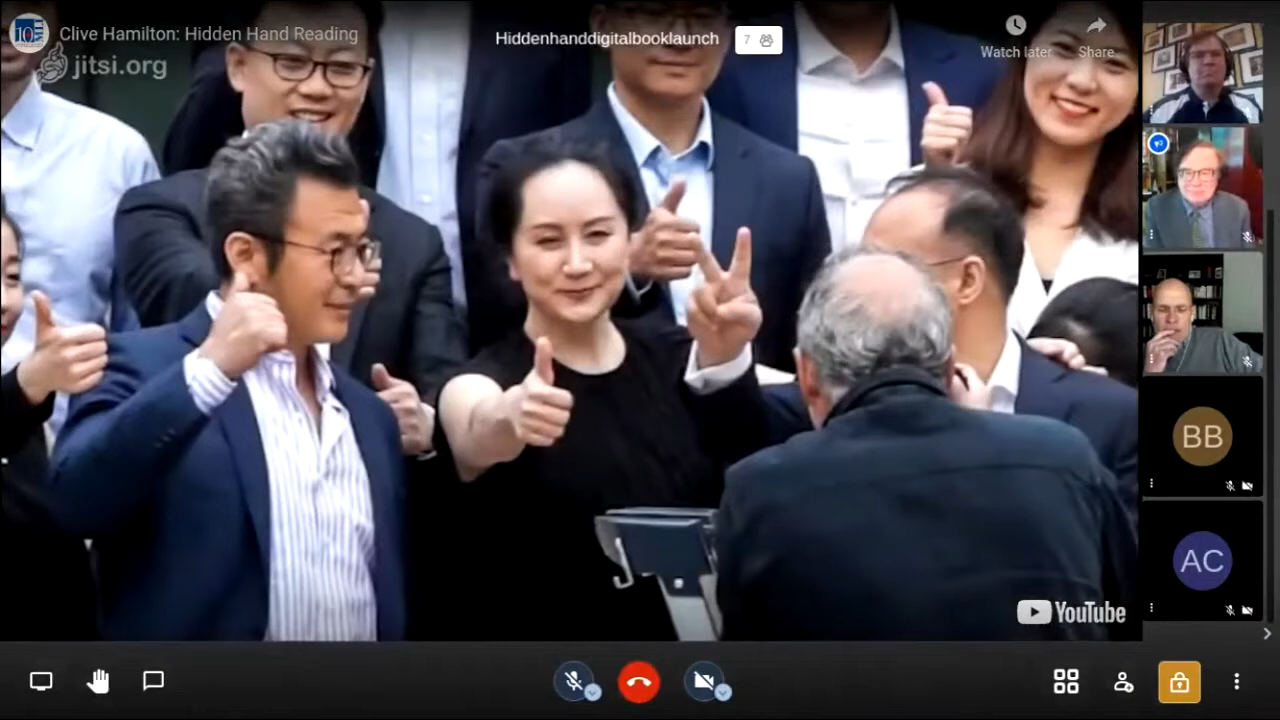 Clive Hamilton: Hidden Hand Reading
jitsi.org
Hiddenhanddigitalbooklaunch
7
Watch later
Share
BB
AC
YouTube